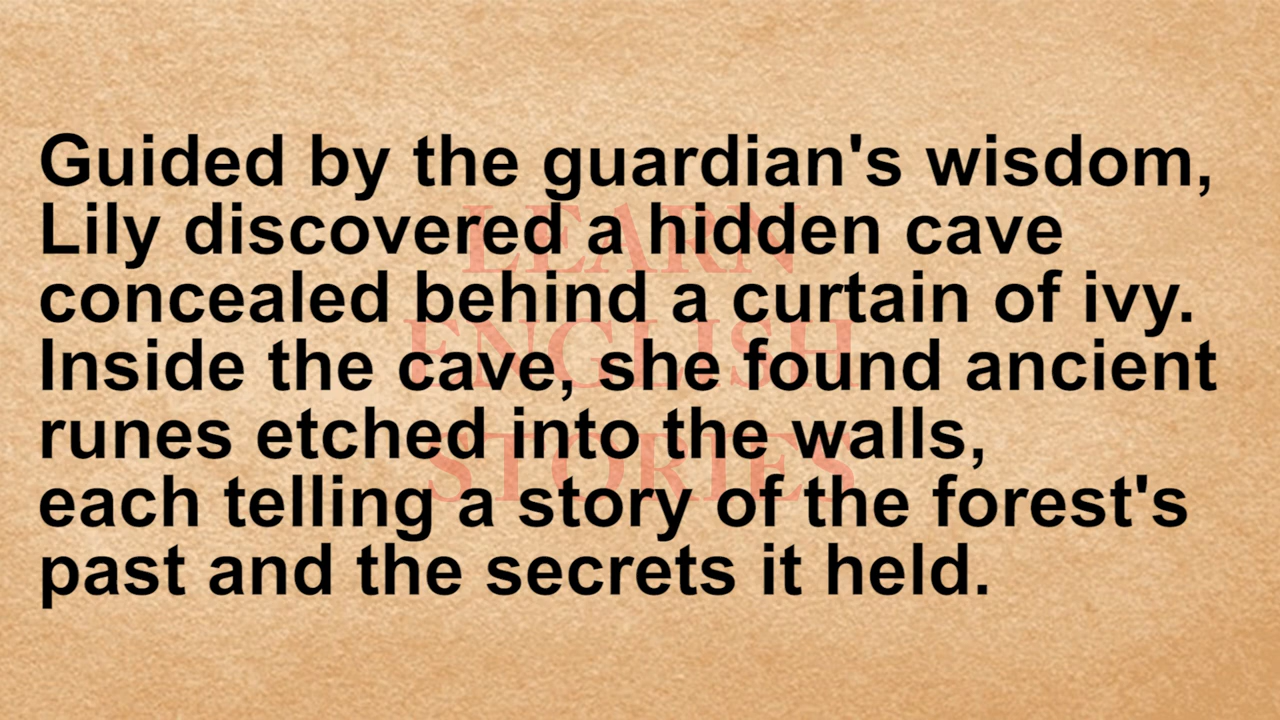 Guided by the guardian's wisdom,
Lily discovered a hidden cave
concealed behind a curtain of ivy.
Inside the cave, she found ancient
runes etched into the walls,
each telling a story of the forest's
past and the secrets it held.
LEARN
ENGLISH
STORIES